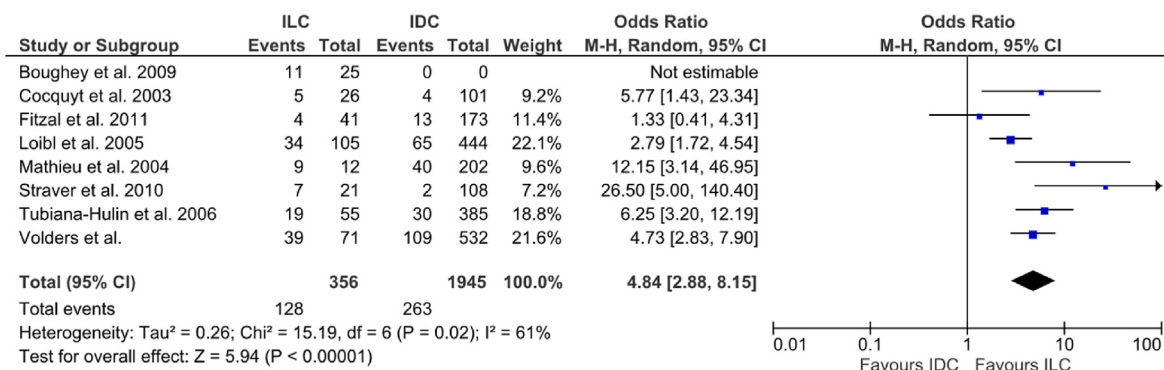 ILC IDC Odds Ratio Odds Ratio
Study or Subgroup Events Total Events Total Weight M-H, Random, 95% CI M-H, Random, 95% CI
Boughey et al. 2009 11 25 0 0 Not estimable
Cocquyt et al. 2003 5 26 4 101 9.2% 5.77 [1.43, 23.34]
Fitzal et al. 2011 4 41 13 173 11.4% 1.33 [0.41, 4.31]
Loibl et al. 2005 34 105 65 444 22.1% 2.79 [1.72, 4.54]
Mathieu et al. 2004 9 12 40 202 9.6% 12.15 [3.14, 46.95]
Straver et al. 2010 7 21 2 108 7.2% 26.50 [5.00, 140.40]
Tubiana-Hulin et al. 2006 19 55 30 385 18.8% 6.25 [3.20, 12.19]
Volders et al. 39 71 109 532 21.6% 4.73 [2.83, 7.90]
Total (95% CI) 356 1945 100.0% 4.84 [2.88, 8.15]
Total events 128 263
Heterogeneity: Tau² = 0.26; Chi² = 15.19, df = 6 (P = 0.02); I² = 61%
Test for overall effect: Z = 5.94 (P < 0.00001)
0.01 0.1 1 10 100
Favours IDC Favours ILC